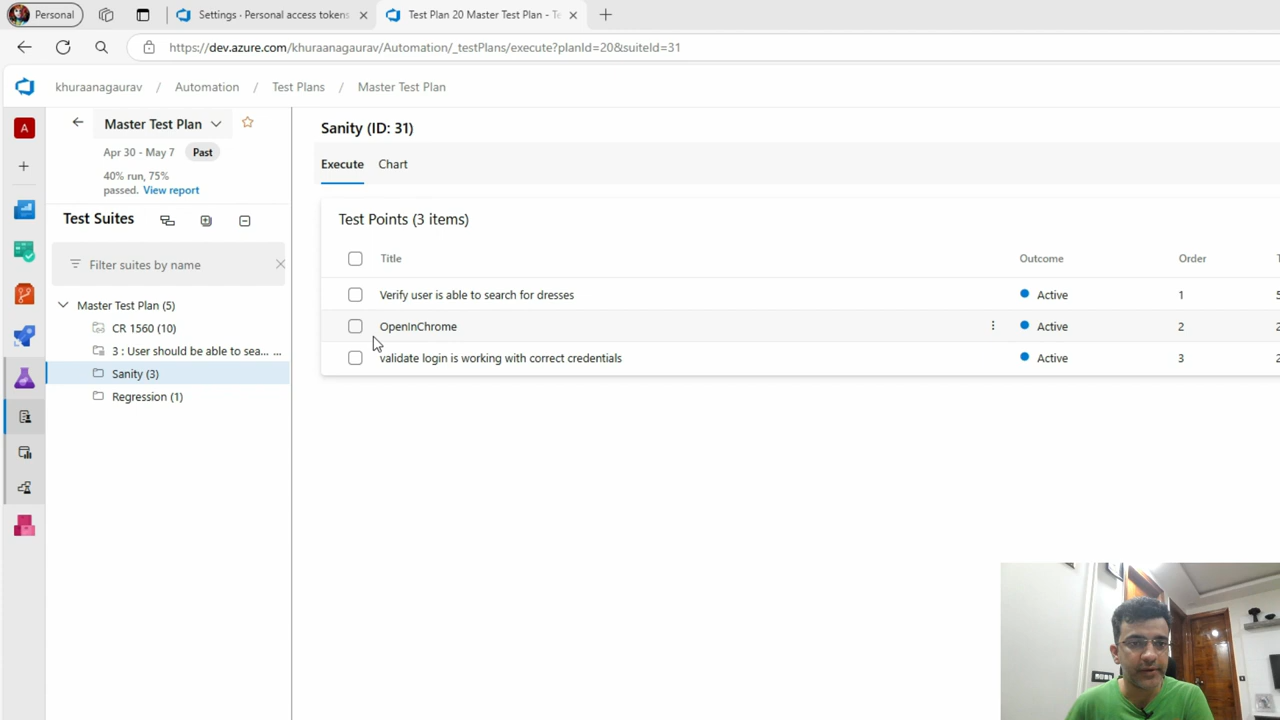 Personal
Settings - Personal access tokens
Test Plan 20 Master Test Plan - Te
https://dev.azure.com/khuraanagaurav/Automation/_testPlans/execute?planId=20&suiteId=31
khuraanagaurav / Automation / Test Plans / Master Test Plan
A
Master Test Plan
Apr 30 - May 7 Past
40% run, 75%
passed. View report
Test Suites
Filter suites by name
Master Test Plan (5)
CR 1560 (10)
3 : User should be able to sea... ...
Sanity (3)
Regression (1)
Sanity (ID: 31)
Execute Chart
Test Points (3 items)
Title Outcome Order T
Verify user is able to search for dresses Active 1 5
OpenInChrome Active 2 2
validate login is working with correct credentials Active 3 2